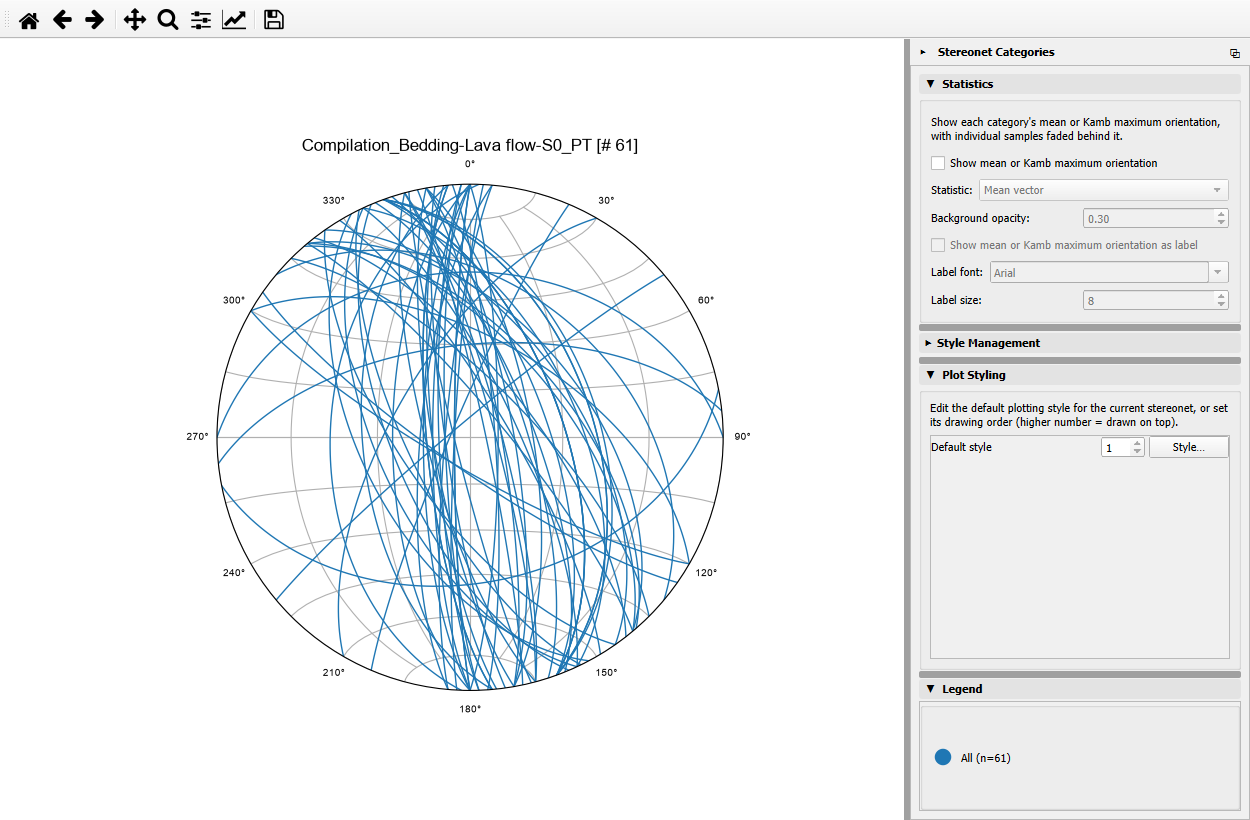 Stereonet Categories
Statistics
Show each category's mean or Kamb maximum orientation,
with individual samples faded behind it.
Show mean or Kamb maximum orientation
Statistic: Mean vector
Background opacity: 0.30
Show mean or Kamb maximum orientation as label
Label font: Arial
Label size: 8
Style Management
Plot Styling
Edit the default plotting style for the current stereonet, or set
its drawing order (higher number = drawn on top).
Default style 1 Style...
Legend
All (n=61)
Compilation_Bedding-Lava flow-S0_PT [# 61]
0°
330° 30°
300° 60°
270° 90°
240° 120°
210° 150°
180°